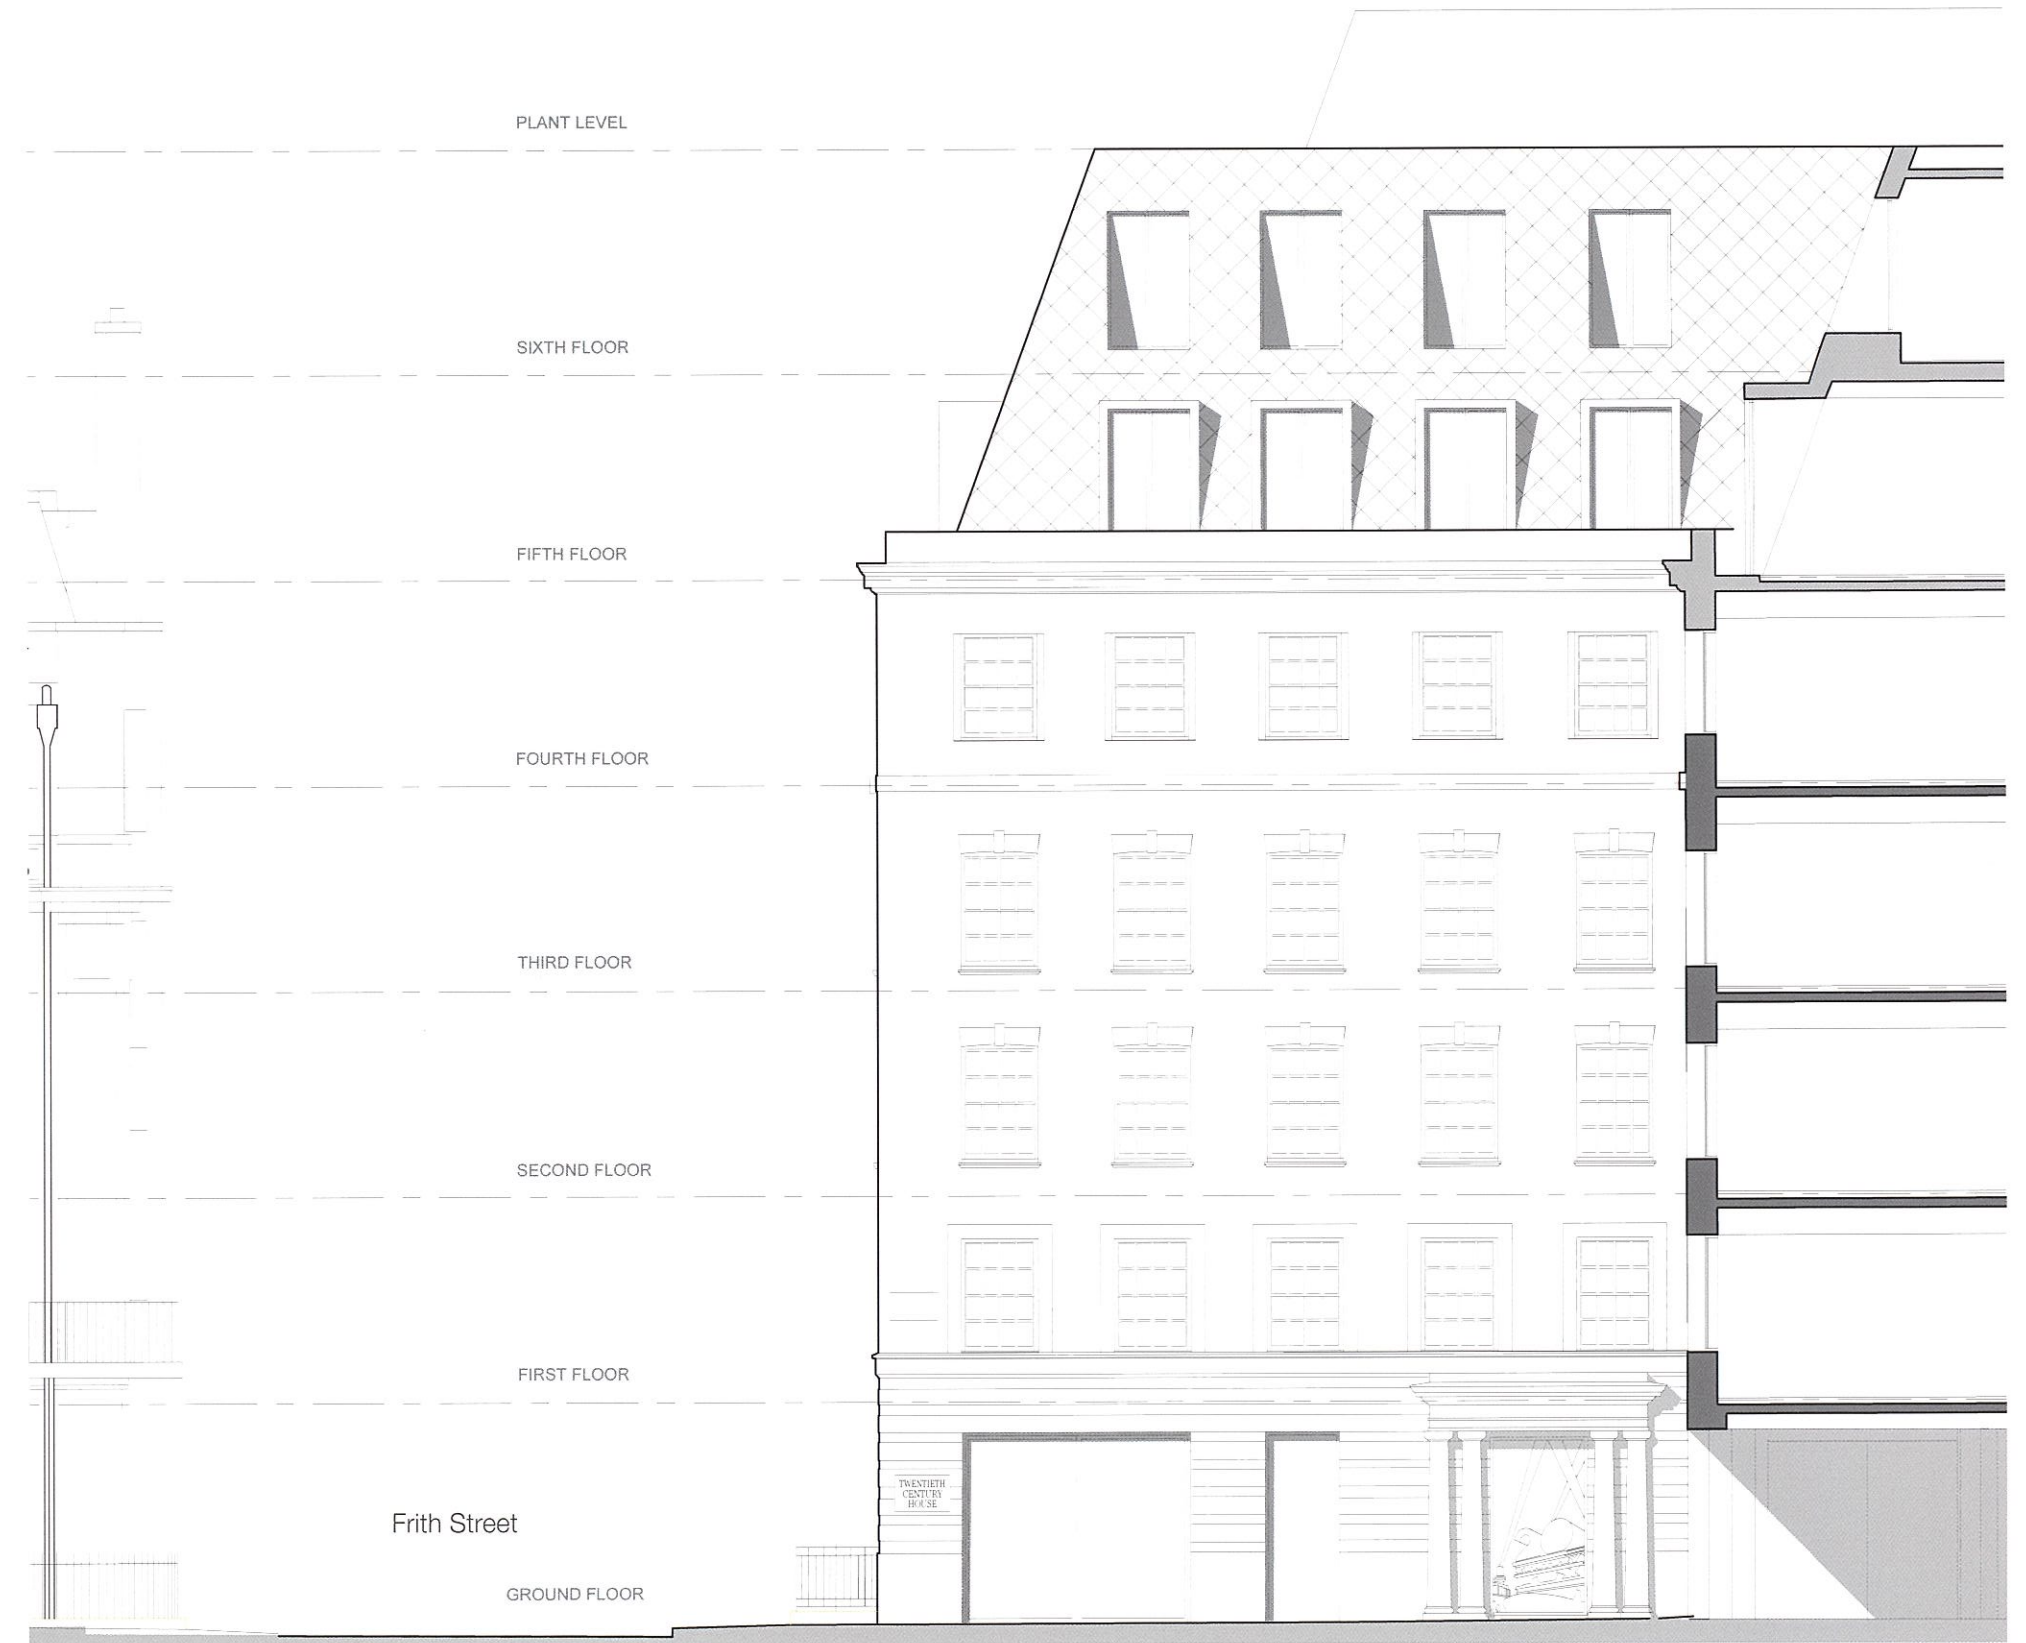 PLANT LEVEL
SIXTH FLOOR
FIFTH FLOOR
FOURTH FLOOR
THIRD FLOOR
SECOND FLOOR
FIRST FLOOR
TWENTIETH
CENTURY
HOUSE
Frith Street
GROUND FLOOR